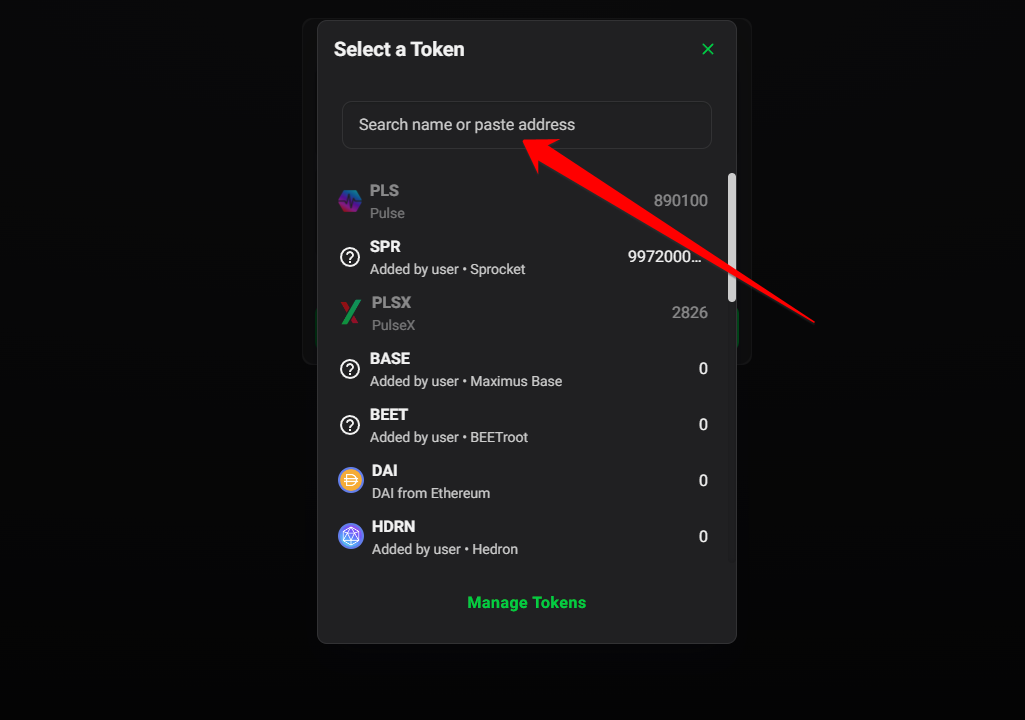 Select a Token
Search name or paste address
PLS
890100
Pulse
SPR
9972000...
Added by user • Sprocket
PLSX
2826
PulseX
BASE
0
Added by user • Maximus Base
BEET
0
Added by user • BEETroot
DAI
0
DAI from Ethereum
HDRN
0
Added by user • Hedron
Manage Tokens